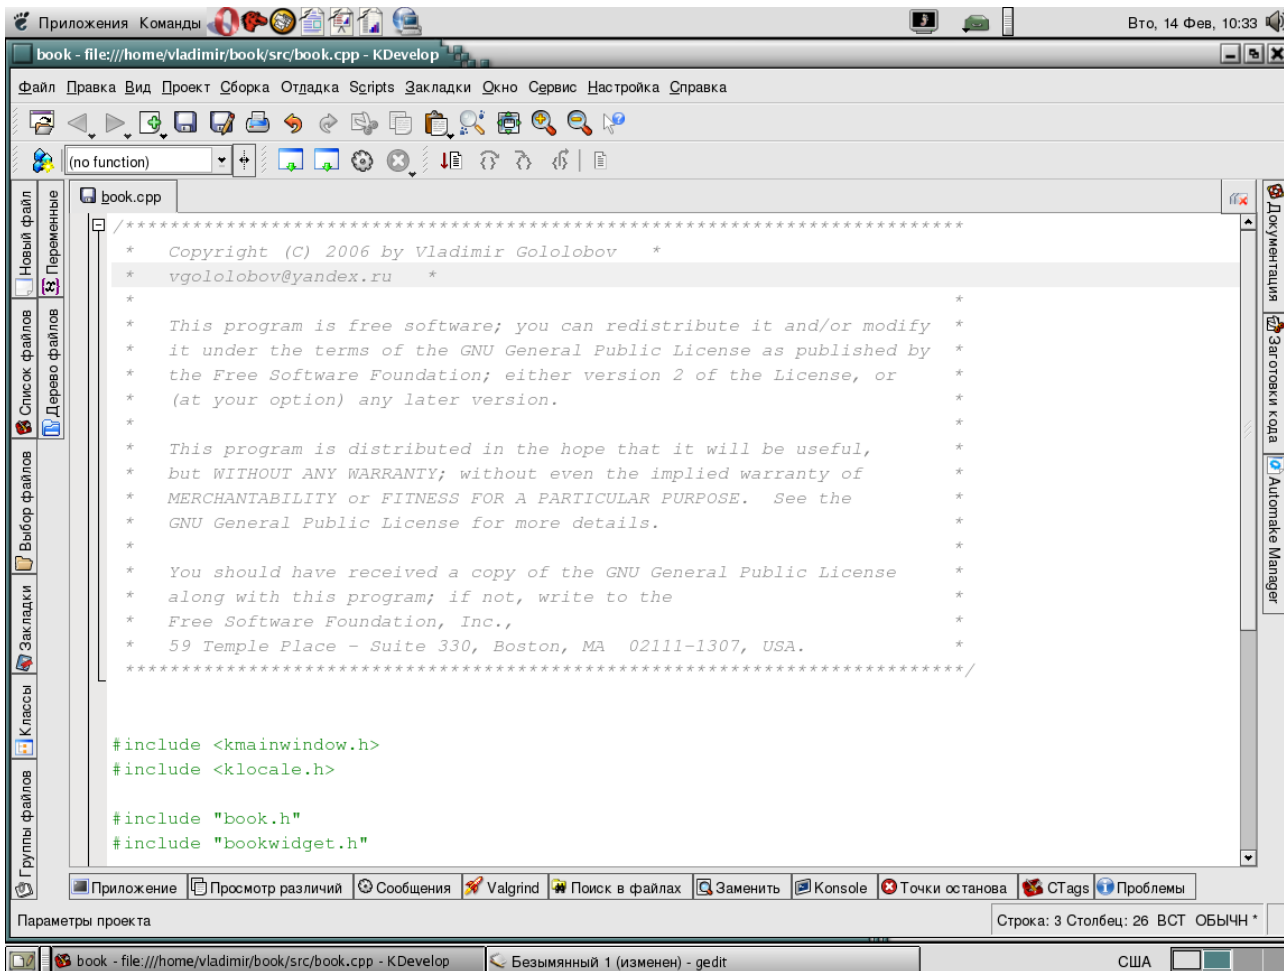 Приложения Команды
Вто, 14 Фев, 10:33
book - file:///home/vladimir/book/src/book.cpp - KDevelop
Файл Правка Вид Проект Сборка Отладка Scripts Закладки Окно Сервис Настройка Справка
(no function)
Новый файл
Список файлов
Выбор файлов
Закладки
Классы
Группы файлов
{x} Переменные
Дерево файлов
book.cpp
/***************************************************************************
 *   Copyright (C) 2006 by Vladimir Gololobov   *
 *   vgololobov@yandex.ru   *
 *                                                                         *
 *   This program is free software; you can redistribute it and/or modify  *
 *   it under the terms of the GNU General Public License as published by  *
 *   the Free Software Foundation; either version 2 of the License, or     *
 *   (at your option) any later version.                                   *
 *                                                                         *
 *   This program is distributed in the hope that it will be useful,       *
 *   but WITHOUT ANY WARRANTY; without even the implied warranty of        *
 *   MERCHANTABILITY or FITNESS FOR A PARTICULAR PURPOSE.  See the         *
 *   GNU General Public License for more details.                          *
 *                                                                         *
 *   You should have received a copy of the GNU General Public License     *
 *   along with this program; if not, write to the                         *
 *   Free Software Foundation, Inc.,                                       *
 *   59 Temple Place - Suite 330, Boston, MA  02111-1307, USA.             *
 ***************************************************************************/
#include <kmainwindow.h>
#include <klocale.h>
#include "book.h"
#include "bookwidget.h"
Документация
Заготовки кода
Automake Manager
Приложение Просмотр различий Сообщения Valgrind Поиск в файлах Заменить Konsole Точки останова CTags Проблемы
Параметры проекта
Строка: 3 Столбец: 26 ВСТ ОБЫЧН *
book - file:///home/vladimir/book/src/book.cpp - KDevelop
Безымянный 1 (изменен) - gedit
США